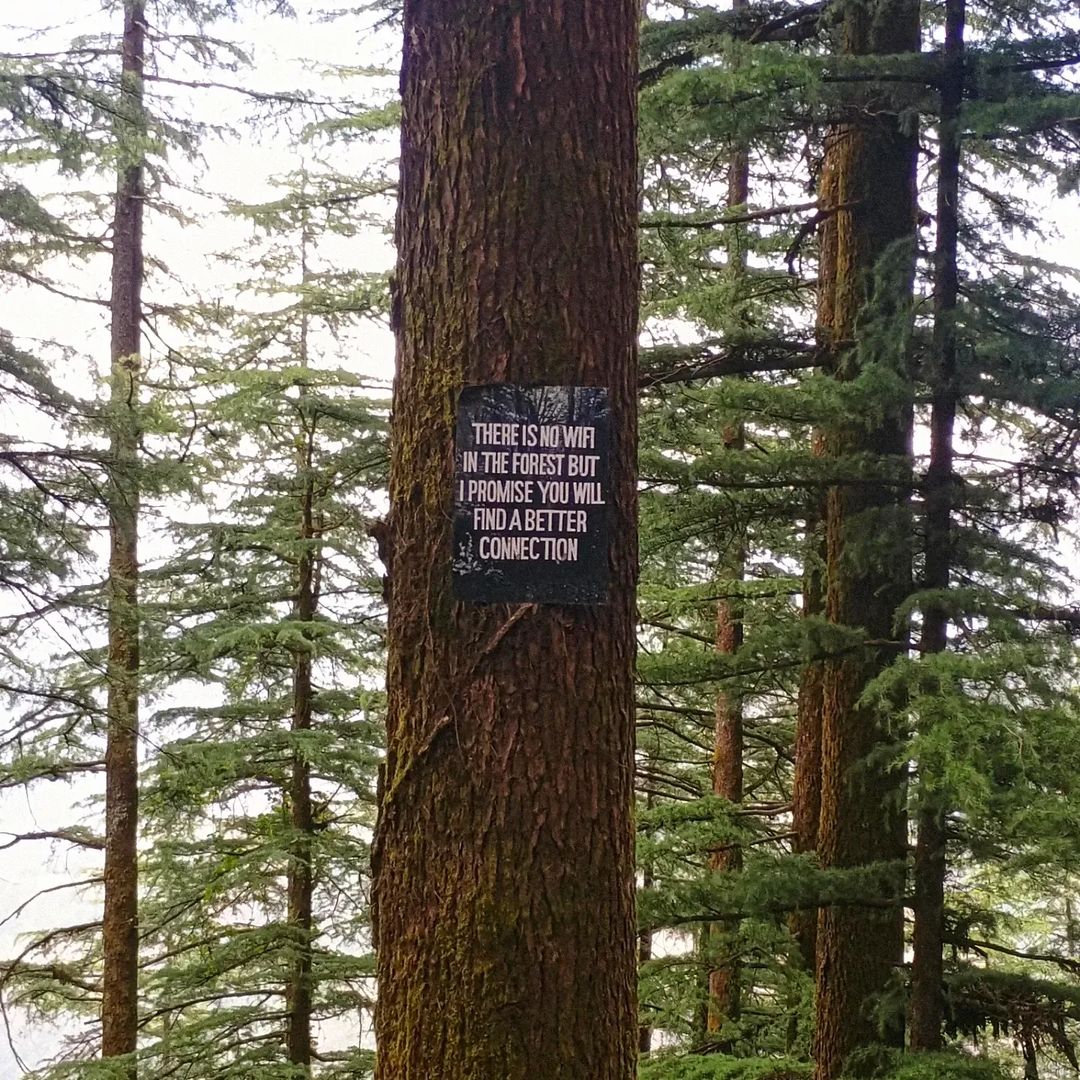 THERE IS NO WIFI
IN THE FOREST BUT
I PROMISE YOU WILL
FIND A BETTER
CONNECTION